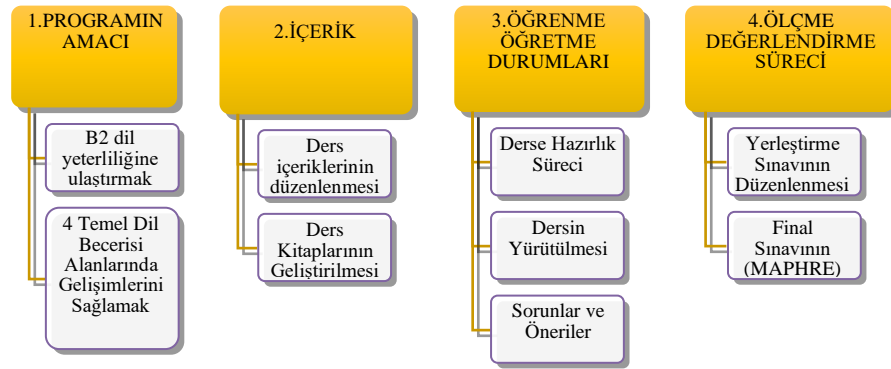 1.PROGRAMIN
AMACI
B2 dil
yeterliliğine
ulaştırmak
4 Temel Dil
Becerisi
Alanlarında
Gelişimlerini
Sağlamak
2.İÇERİK
Ders
içeriklerinin
düzenlenmesi
Ders
Kitaplarının
Geliştirilmesi
3.ÖĞRENME
ÖĞRETME
DURUMLARI
Derse Hazırlık
Süreci
Dersin
Yürütülmesi
Sorunlar ve
Öneriler
4.ÖLÇME
DEĞERLENDİRME
SÜRECİ
Yerleştirme
Sınavının
Düzenlenmesi
Final
Sınavının
(MAPHRE)